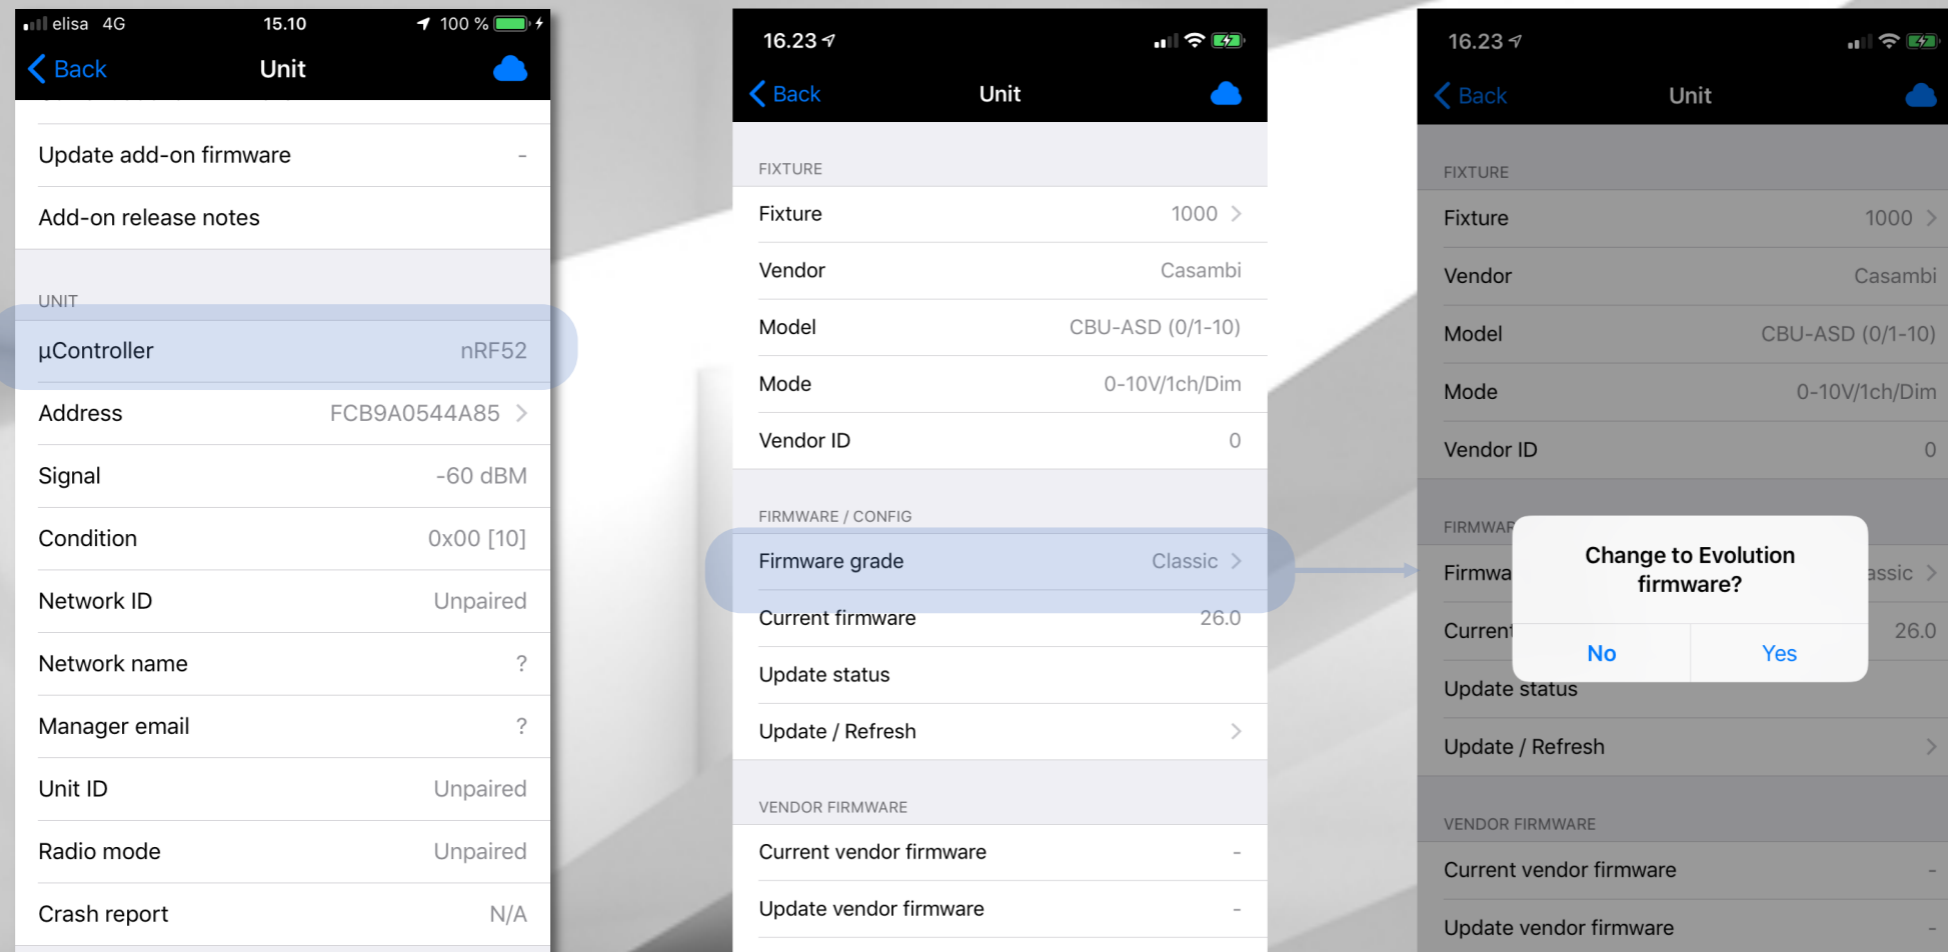 elisa 4G 15.10 100 %
Back Unit
Update add-on firmware -
Add-on release notes
UNIT
µController nRF52
Address FCB9A0544A85
Signal -60 dBM
Condition 0x00 [10]
Network ID Unpaired
Network name ?
Manager email ?
Unit ID Unpaired
Radio mode Unpaired
Crash report N/A
16.23
Back Unit
FIXTURE
Fixture 1000
Vendor Casambi
Model CBU-ASD (0/1-10)
Mode 0-10V/1ch/Dim
Vendor ID 0
FIRMWARE / CONFIG
Firmware grade Classic
Current firmware 26.0
Update status
Update / Refresh
VENDOR FIRMWARE
Current vendor firmware -
Update vendor firmware -
16.23
Back Unit
FIXTURE
Fixture 1000
Vendor Casambi
Model CBU-ASD (0/1-10)
Mode 0-10V/1ch/Dim
Vendor ID 0
FIRMWAR
Change to Evolution
firmware?
Firmwa assic
Current 26.0
No Yes
Update status
Update / Refresh
VENDOR FIRMWARE
Current vendor firmware -
Update vendor firmware -